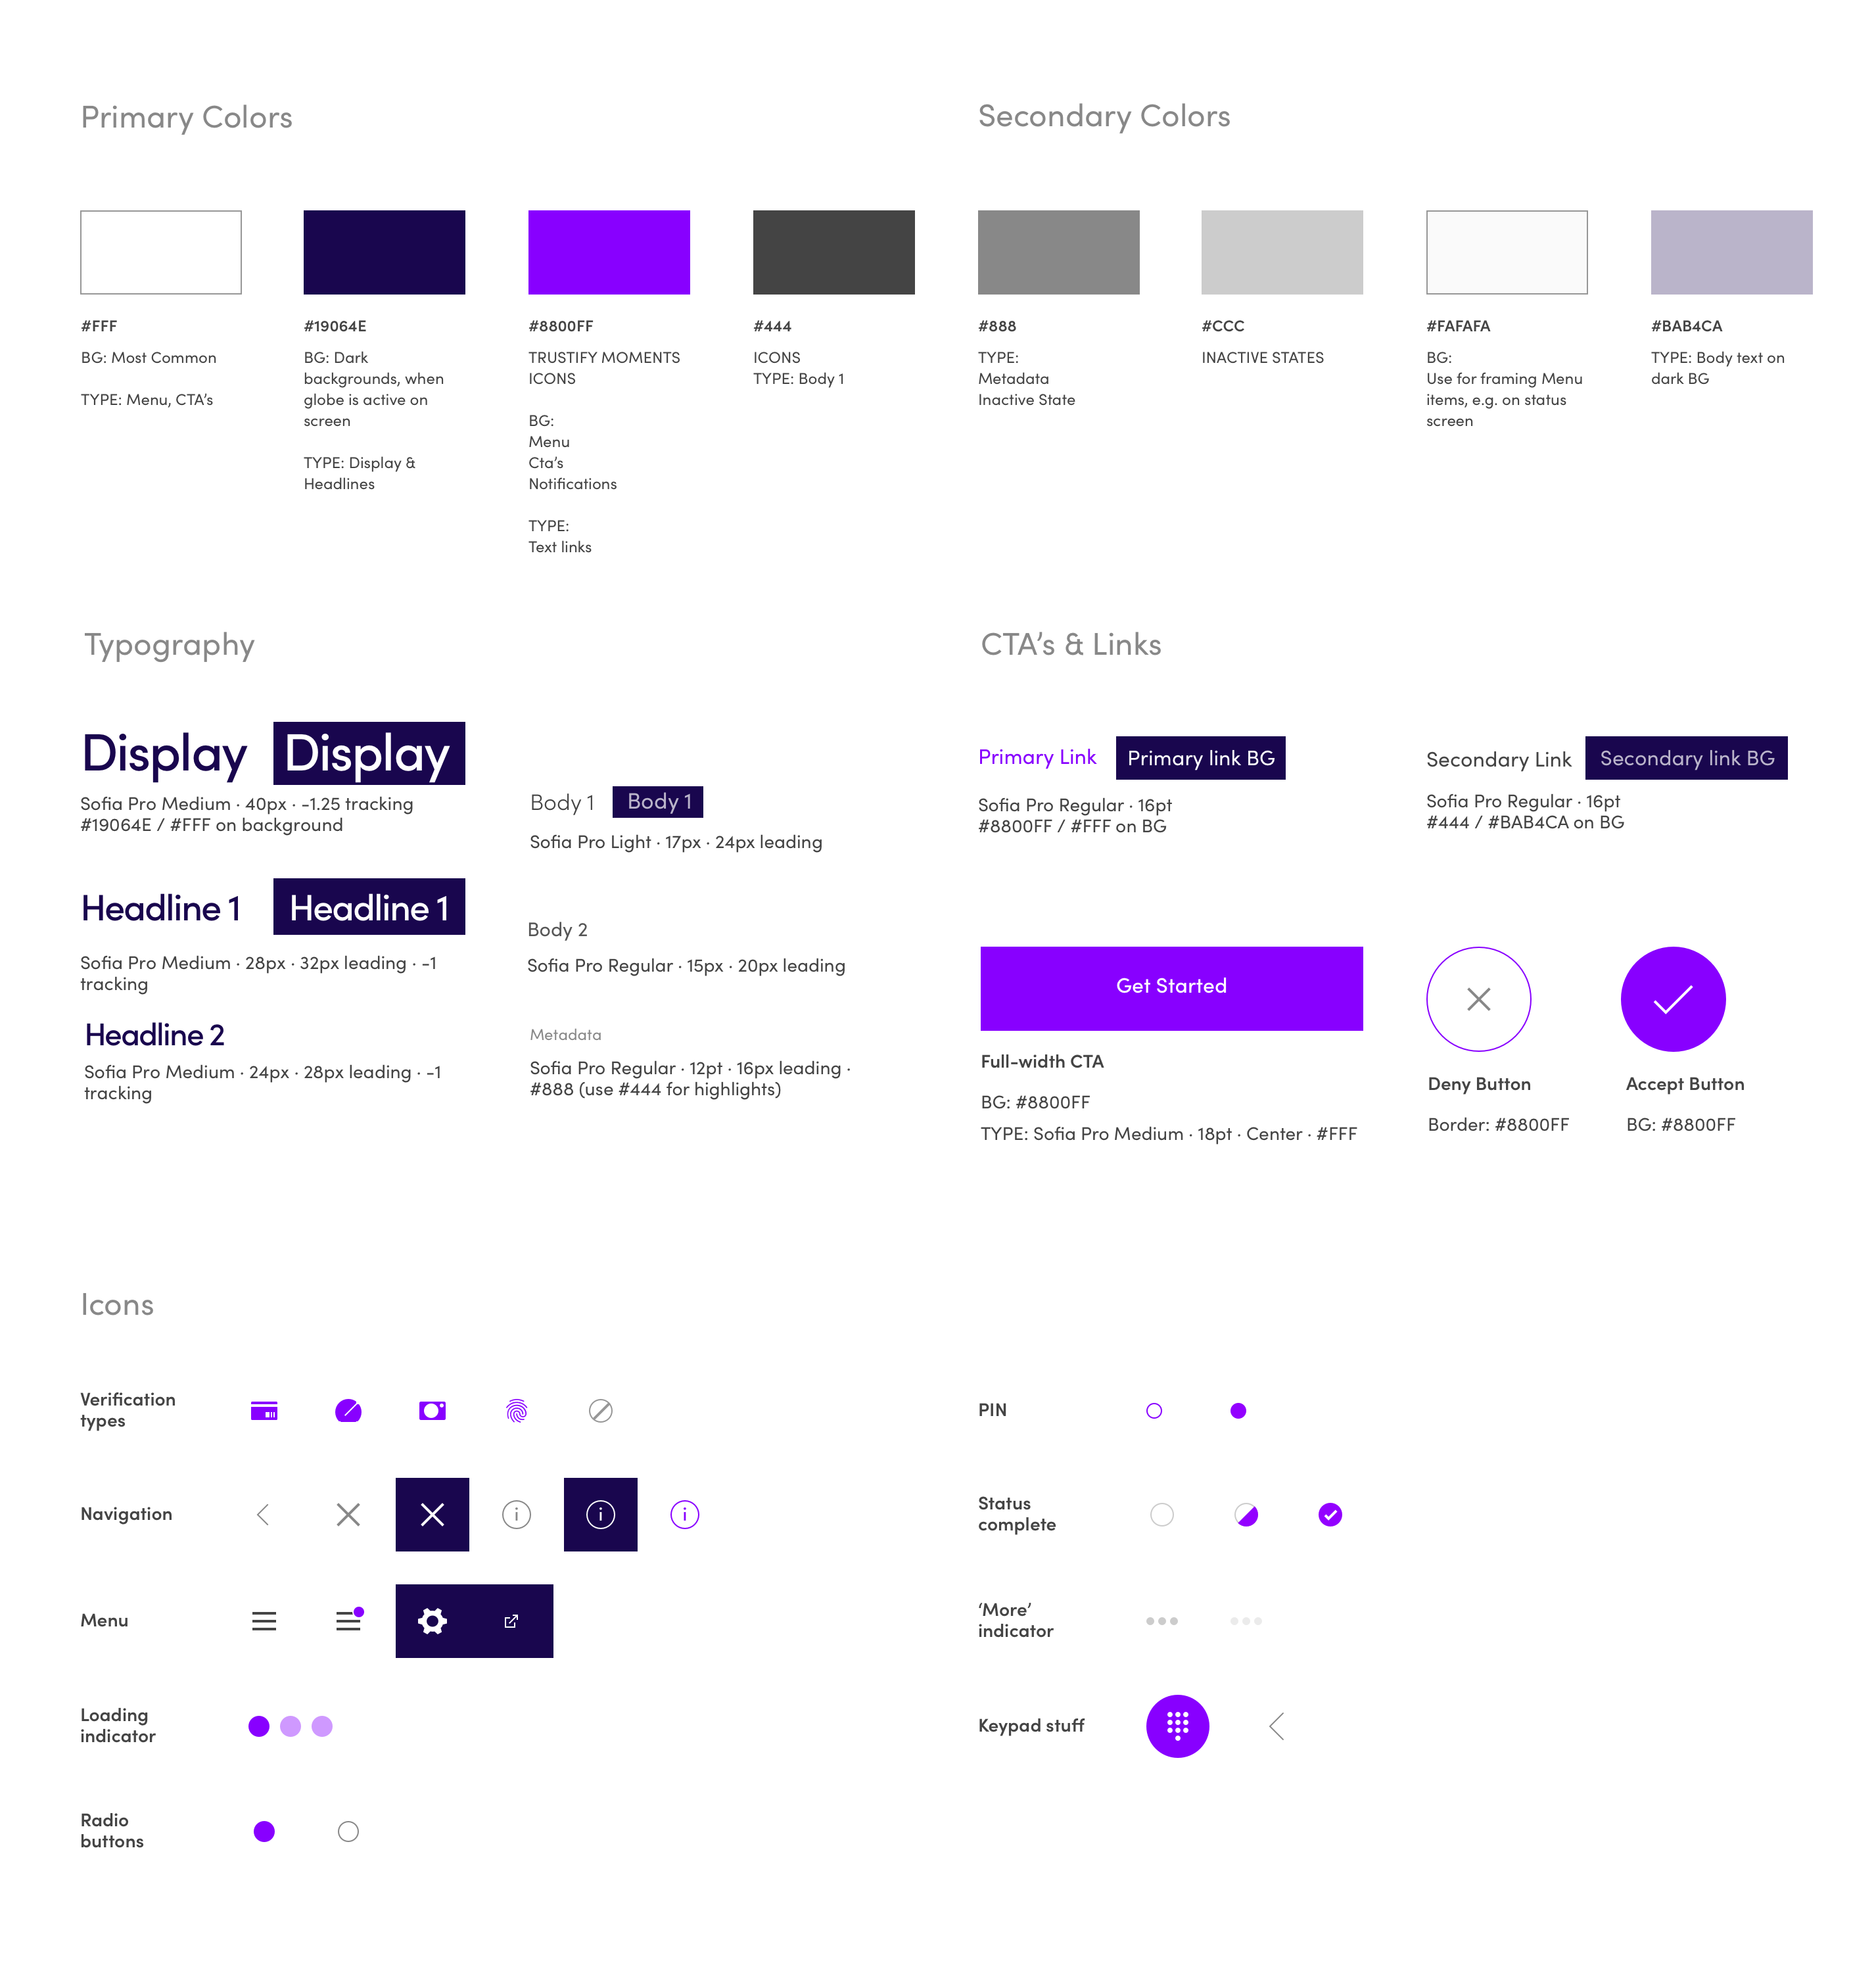 Primary Colors
Secondary Colors
#FFF
BG: Most Common
TYPE: Menu, CTA’s
#19064E
BG: Dark
backgrounds, when
globe is active on
screen
TYPE: Display &
Headlines
#8800FF
TRUSTIFY MOMENTS
ICONS
BG:
Menu
Cta’s
Notifications
TYPE:
Text links
#444
ICONS
TYPE: Body 1
#888
TYPE:
Metadata
Inactive State
#CCC
INACTIVE STATES
#FAFAFA
BG:
Use for framing Menu
items, e.g. on status
screen
#BAB4CA
TYPE: Body text on
dark BG
Typography
Display
Display
Sofia Pro Medium · 40px · -1.25 tracking
#19064E / #FFF on background
Headline 1
Headline 1
Sofia Pro Medium · 28px · 32px leading · -1
tracking
Headline 2
Sofia Pro Medium · 24px · 28px leading · -1
tracking
Body 1
Body 1
Sofia Pro Light · 17px · 24px leading
Body 2
Sofia Pro Regular · 15px · 20px leading
Metadata
Sofia Pro Regular · 12pt · 16px leading ·
#888 (use #444 for highlights)
CTA’s & Links
Primary Link
Primary link BG
Sofia Pro Regular · 16pt
#8800FF / #FFF on BG
Secondary Link
Secondary link BG
Sofia Pro Regular · 16pt
#444 / #BAB4CA on BG
Get Started
Full-width CTA
BG: #8800FF
TYPE: Sofia Pro Medium · 18pt · Center · #FFF
Deny Button
Border: #8800FF
Accept Button
BG: #8800FF
Icons
Verification
types
Navigation
Menu
Loading
indicator
Radio
buttons
PIN
Status
complete
‘More’
indicator
Keypad stuff